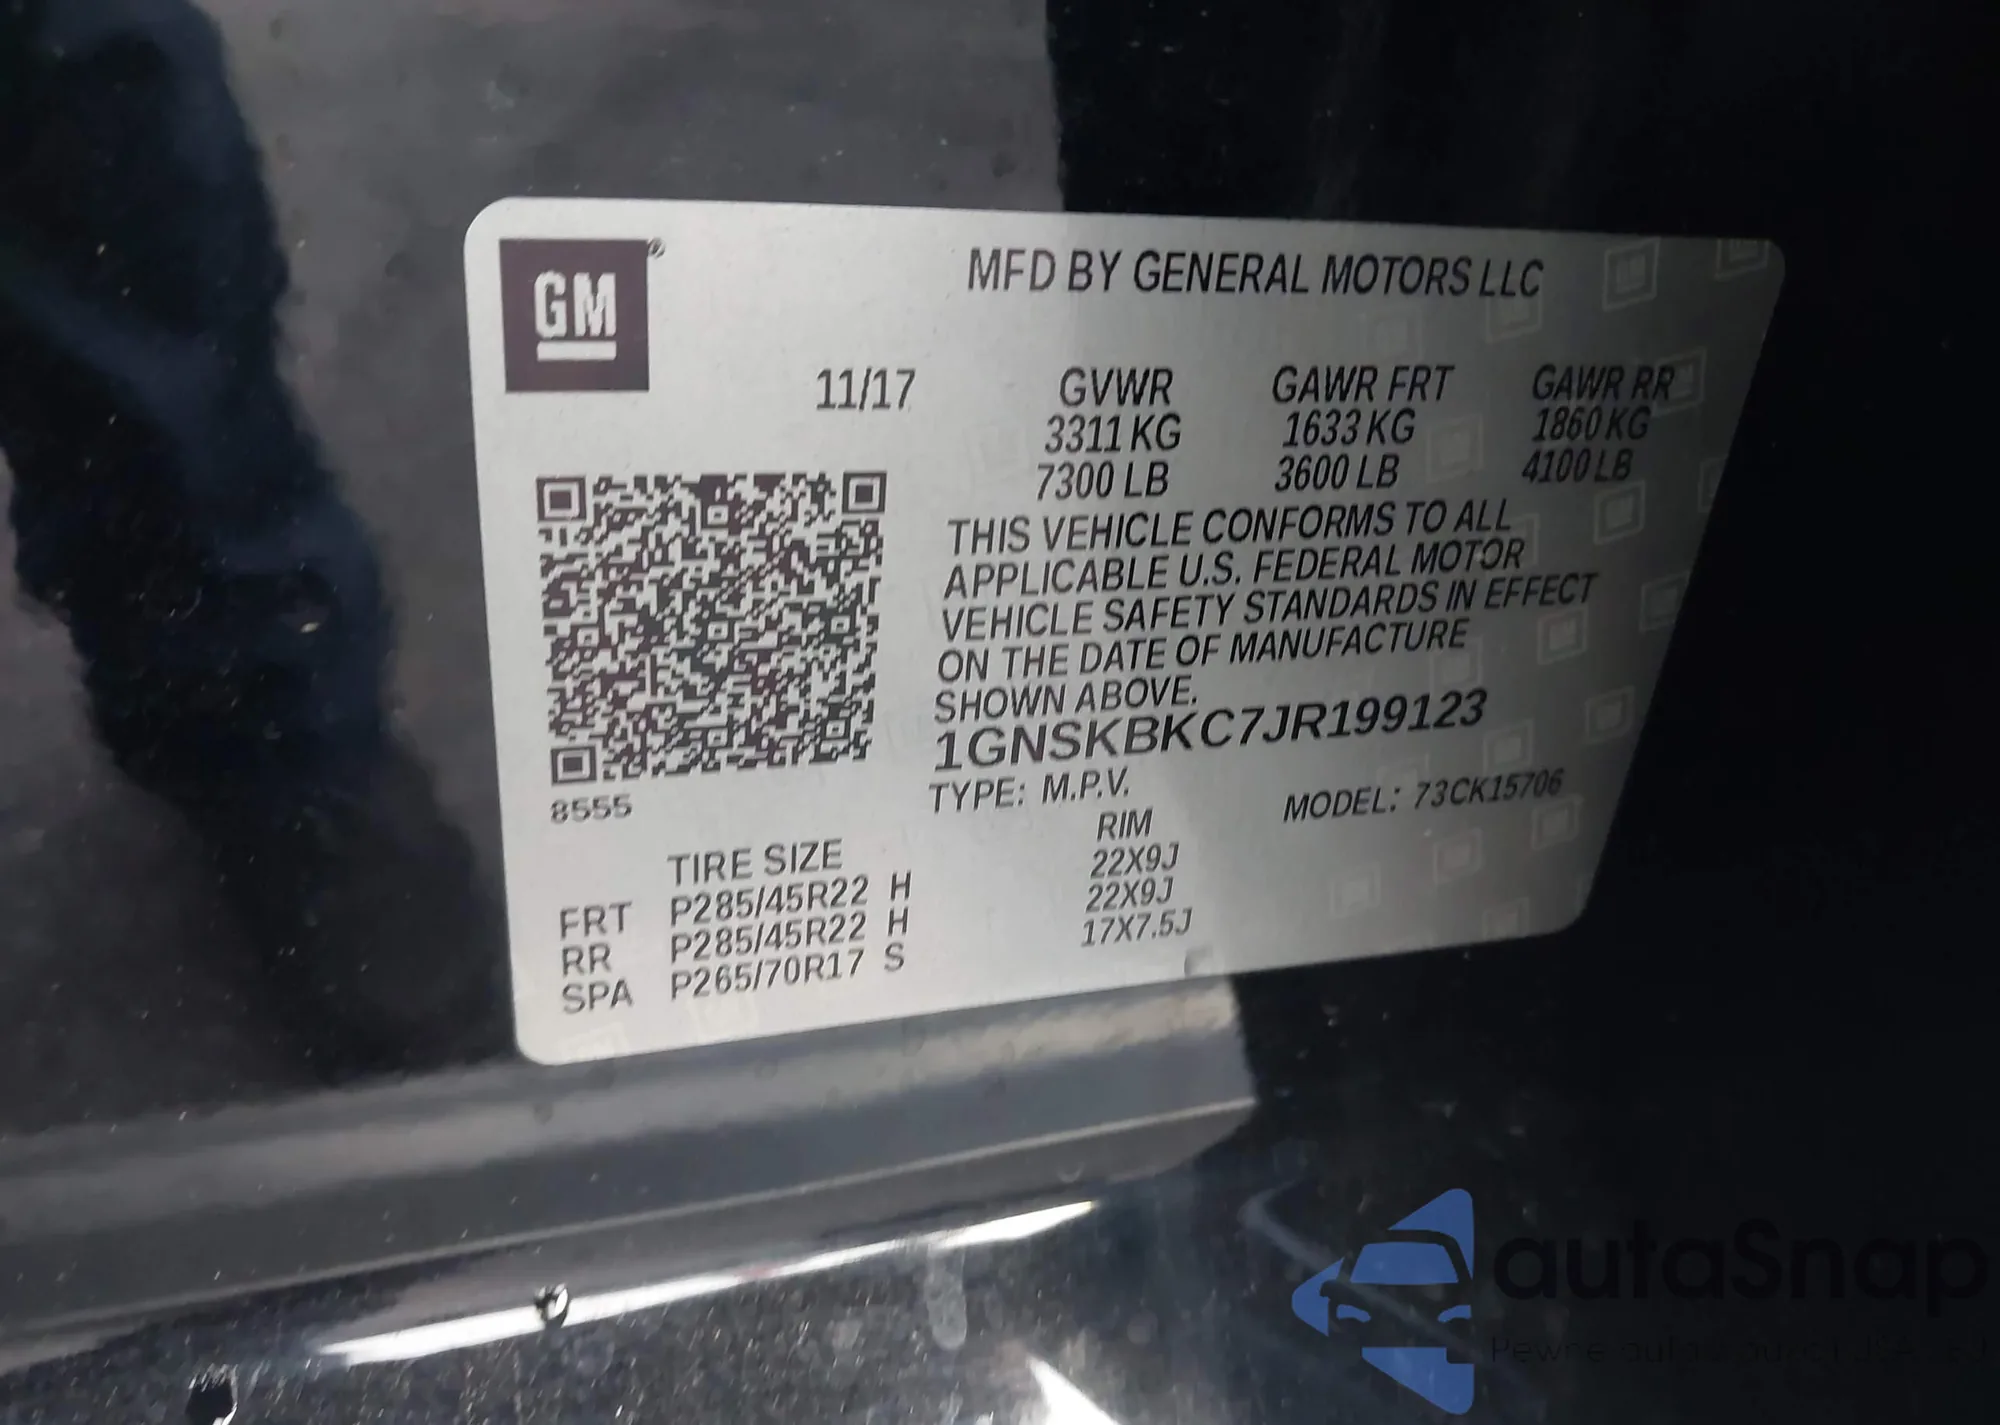 GM®
MFD BY GENERAL MOTORS LLC
11/17 GVWR GAWR FRT GAWR RR
3311 KG 1633 KG 1860 KG
7300 LB 3600 LB 4100 LB
THIS VEHICLE CONFORMS TO ALL
APPLICABLE U.S. FEDERAL MOTOR
VEHICLE SAFETY STANDARDS IN EFFECT
ON THE DATE OF MANUFACTURE
SHOWN ABOVE.
1GNSKBKC7JR199123
TYPE: M.P.V. MODEL: 73CK15706
8555
TIRE SIZE RIM
FRT P285/45R22 H 22X9J
RR P285/45R22 H 22X9J
SPA P265/70R17 S 17X7.5J
autaSnap
Pewne auta